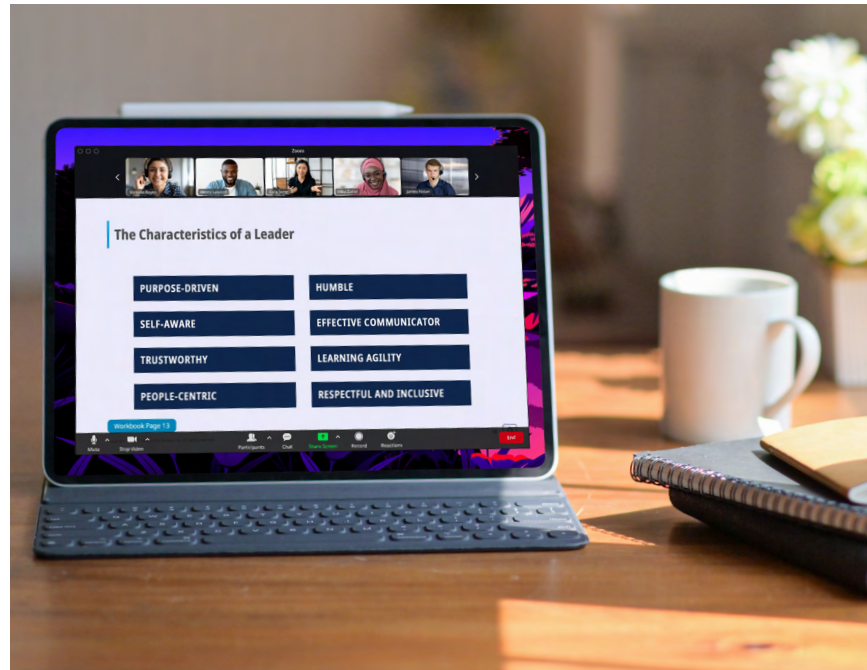 Zoom
The Characteristics of a Leader
PURPOSE-DRIVEN
HUMBLE
SELF-AWARE
EFFECTIVE COMMUNICATOR
TRUSTWORTHY
LEARNING AGILITY
PEOPLE-CENTRIC
RESPECTFUL AND INCLUSIVE
Workbook Page 13
Mute
Stop Video
Participants
Chat
Share Screen
Record
Reactions
End